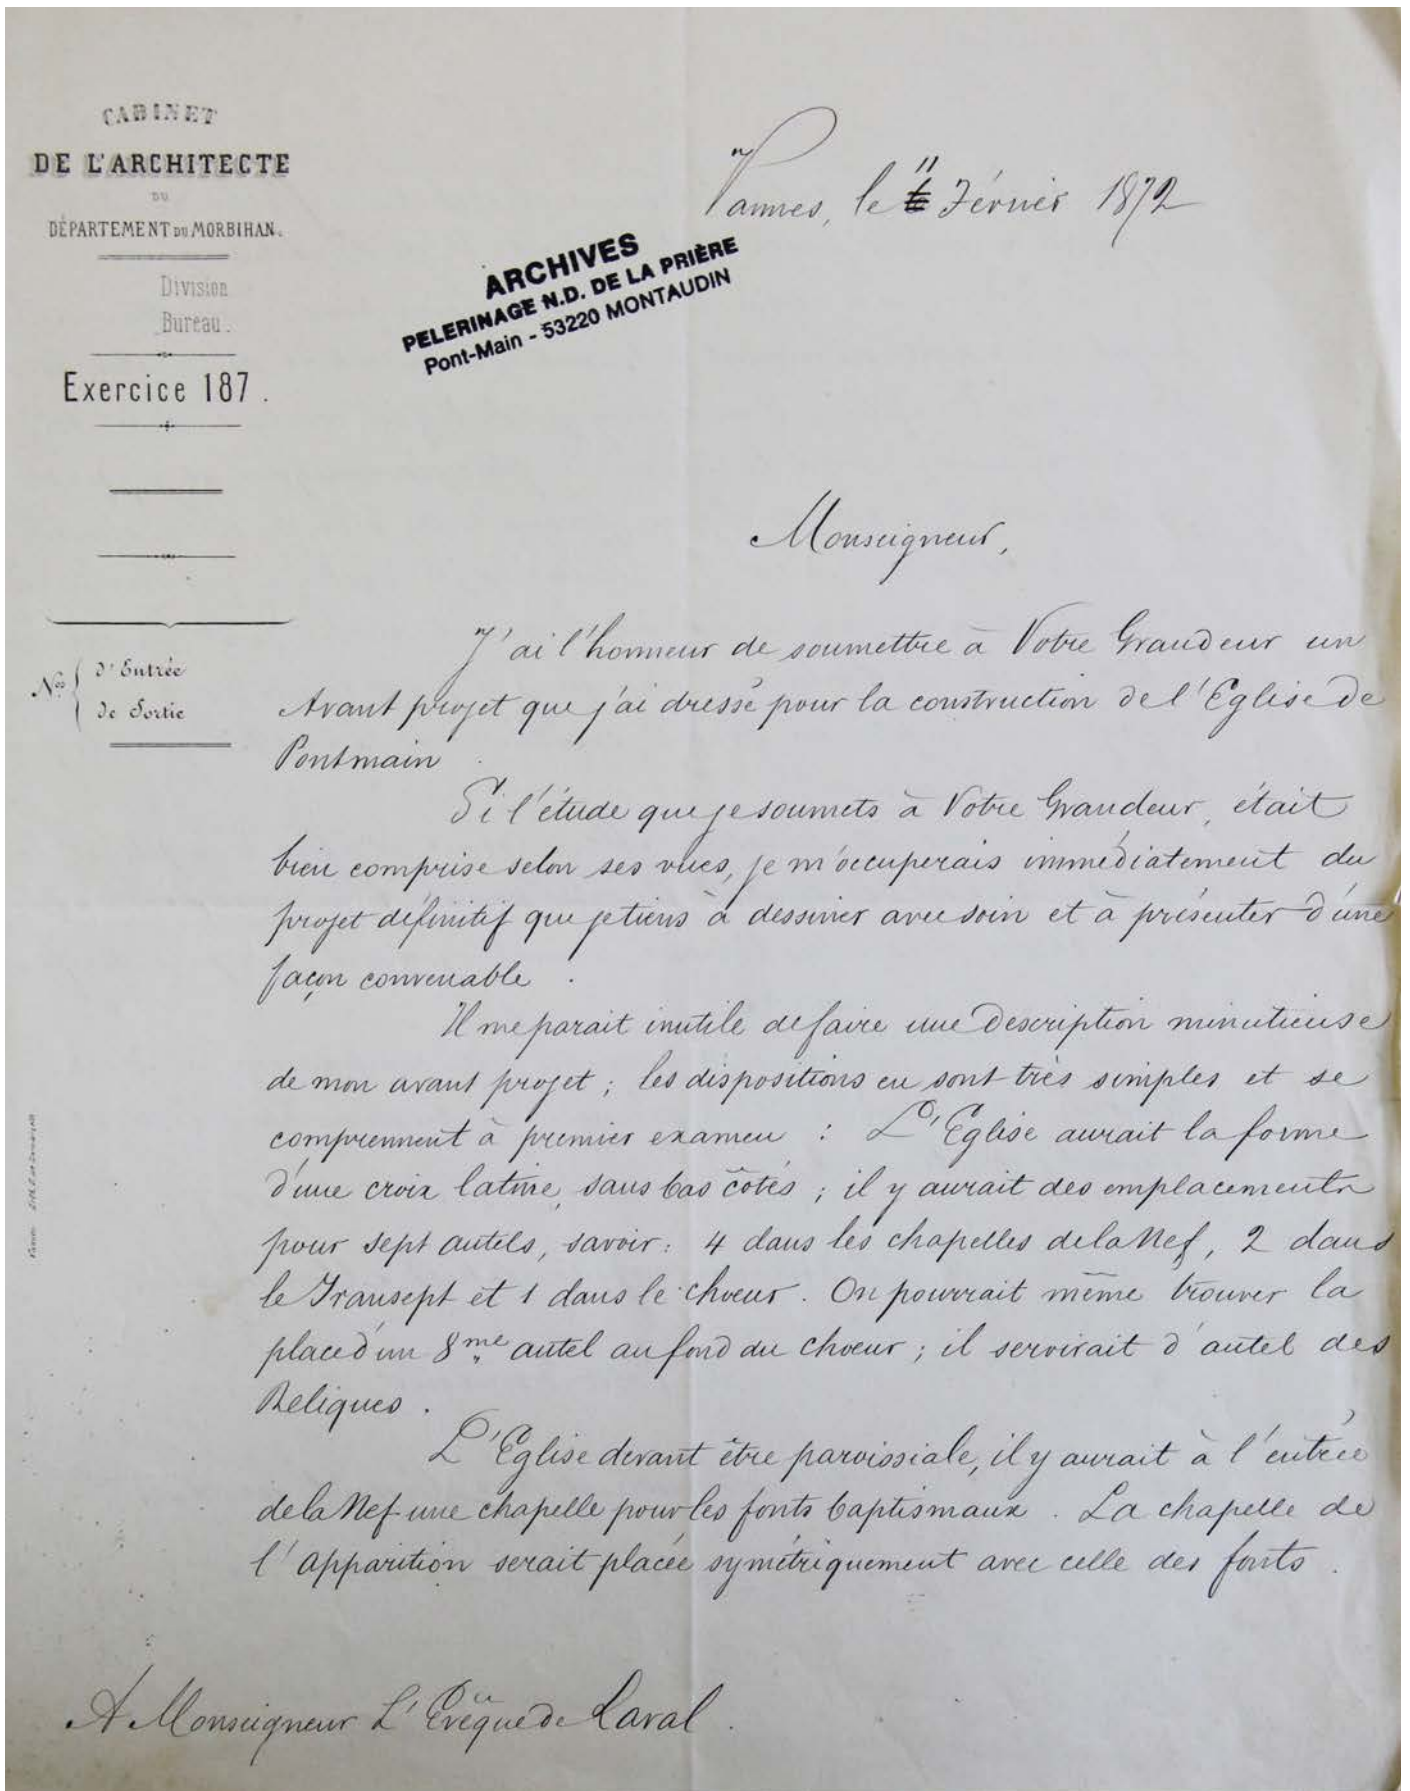 CABINET
DE L'ARCHITECTE
DU
DÉPARTEMENT DU MORBIHAN.
Division
Bureau.
Exercice 187 .
Nos d'Entrée
de Sortie
Vannes, le 11 Février 1872
ARCHIVES
PELERINAGE N.D. DE LA PRIÈRE
Pont-Main - 53220 MONTAUDIN
Monseigneur,
J'ai l'honneur de soumettre à Votre Grandeur un
Avant projet que j'ai dressé pour la construction de l'Eglise de
Pontmain.
Si l'étude que je soumets à Votre Grandeur, était
bien comprise selon ses vues, je m'occuperais immédiatement du
projet définitif que je tiens à dessiner avec soin et à présenter d'une
façon convenable.
Il me parait inutile de faire une description minutieuse
de mon avant projet ; les dispositions en sont très simples et se
comprennent à premier examen : L'Eglise aurait la forme
d'une croix latine, sans bas côtés ; il y aurait des emplacements
pour sept autels, savoir : 4 dans les chapelles de la Nef, 2 dans
le Transept et 1 dans le choeur. On pourrait même trouver la
place d'un 8me autel au fond du choeur ; il servirait d'autel des
Reliques.
L'Eglise devant être paroissiale, il y aurait à l'entrée
de la Nef une chapelle pour les fonts baptismaux. La chapelle de
l'apparition serait placée symétriquement avec celle des fonts.
A Monseigneur L'Evêque de Laval.